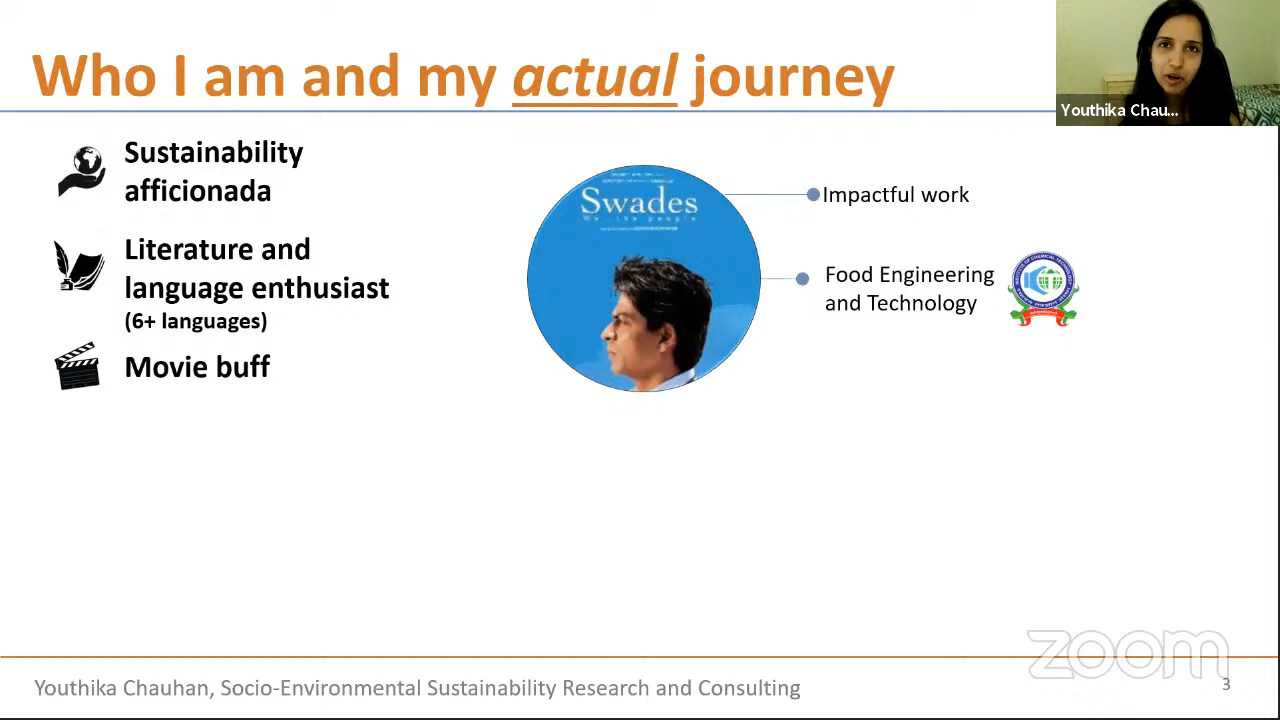 Who I am and my actual journey
Youthika Chau...
Sustainability
afficionada
Literature and
language enthusiast
(6+ languages)
Movie buff
Swades
We, the people
Impactful work
Food Engineering
and Technology
zoom
Youthika Chauhan, Socio-Environmental Sustainability Research and Consulting
3